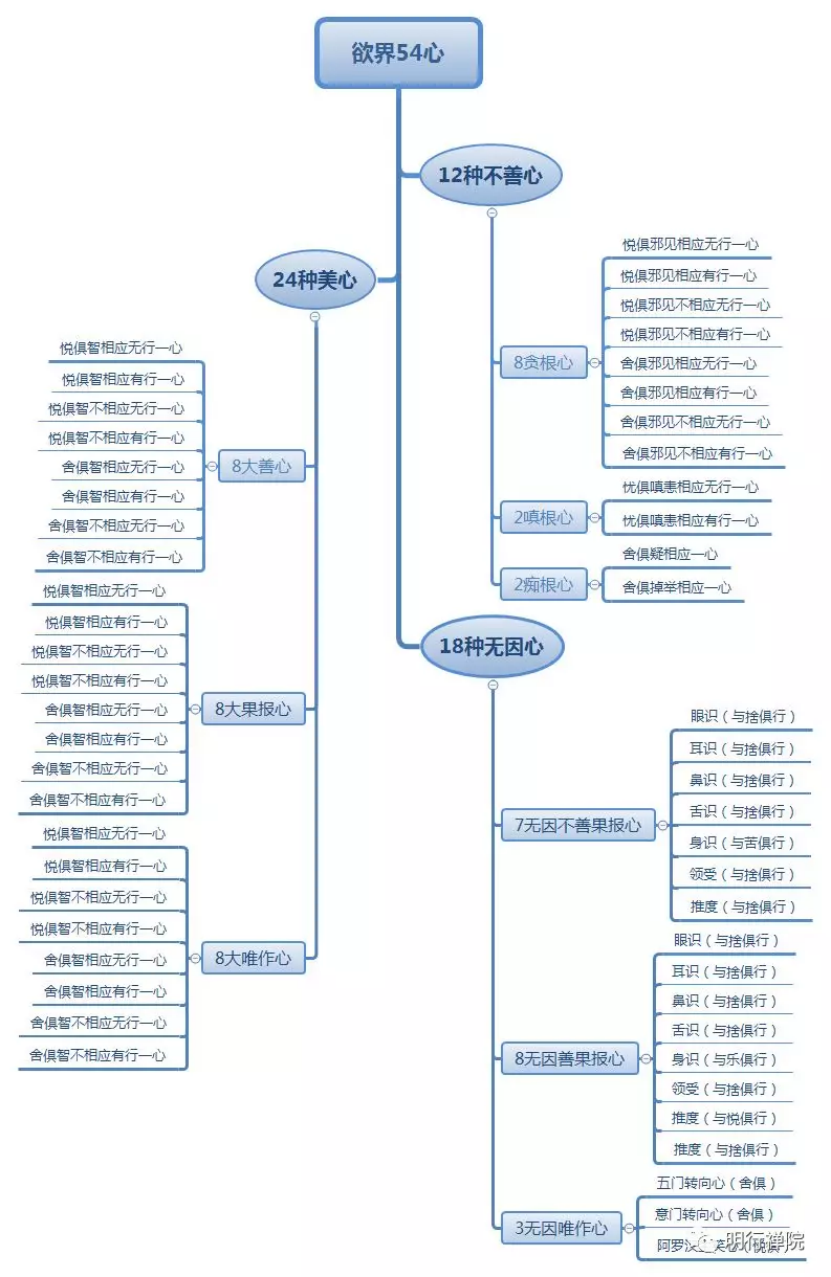 欲界54心
12种不善心
8贪根心
悦俱邪见相应无行一心
悦俱邪见相应有行一心
悦俱邪见不相应无行一心
悦俱邪见不相应有行一心
舍俱邪见相应无行一心
舍俱邪见相应有行一心
舍俱邪见不相应无行一心
舍俱邪见不相应有行一心
2嗔根心
忧俱嗔恚相应无行一心
忧俱嗔恚相应有行一心
2痴根心
舍俱疑相应一心
舍俱掉举相应一心
24种美心
8大善心
悦俱智相应无行一心
悦俱智相应有行一心
悦俱智不相应无行一心
悦俱智不相应有行一心
舍俱智相应无行一心
舍俱智相应有行一心
舍俱智不相应无行一心
舍俱智不相应有行一心
8大果报心
悦俱智相应无行一心
悦俱智相应有行一心
悦俱智不相应无行一心
悦俱智不相应有行一心
舍俱智相应无行一心
舍俱智相应有行一心
舍俱智不相应无行一心
舍俱智不相应有行一心
8大唯作心
悦俱智相应无行一心
悦俱智相应有行一心
悦俱智不相应无行一心
悦俱智不相应有行一心
舍俱智相应无行一心
舍俱智相应有行一心
舍俱智不相应无行一心
舍俱智不相应有行一心
18种无因心
7无因不善果报心
眼识（与捨俱行）
耳识（与捨俱行）
鼻识（与捨俱行）
舌识（与捨俱行）
身识（与苦俱行）
领受（与捨俱行）
推度（与捨俱行）
8无因善果报心
眼识（与捨俱行）
耳识（与捨俱行）
鼻识（与捨俱行）
舌识（与捨俱行）
身识（与乐俱行）
领受（与捨俱行）
推度（与悦俱行）
推度（与捨俱行）
3无因唯作心
五门转向心（舍俱）
意门转向心（舍俱）
阿罗
明行禅院